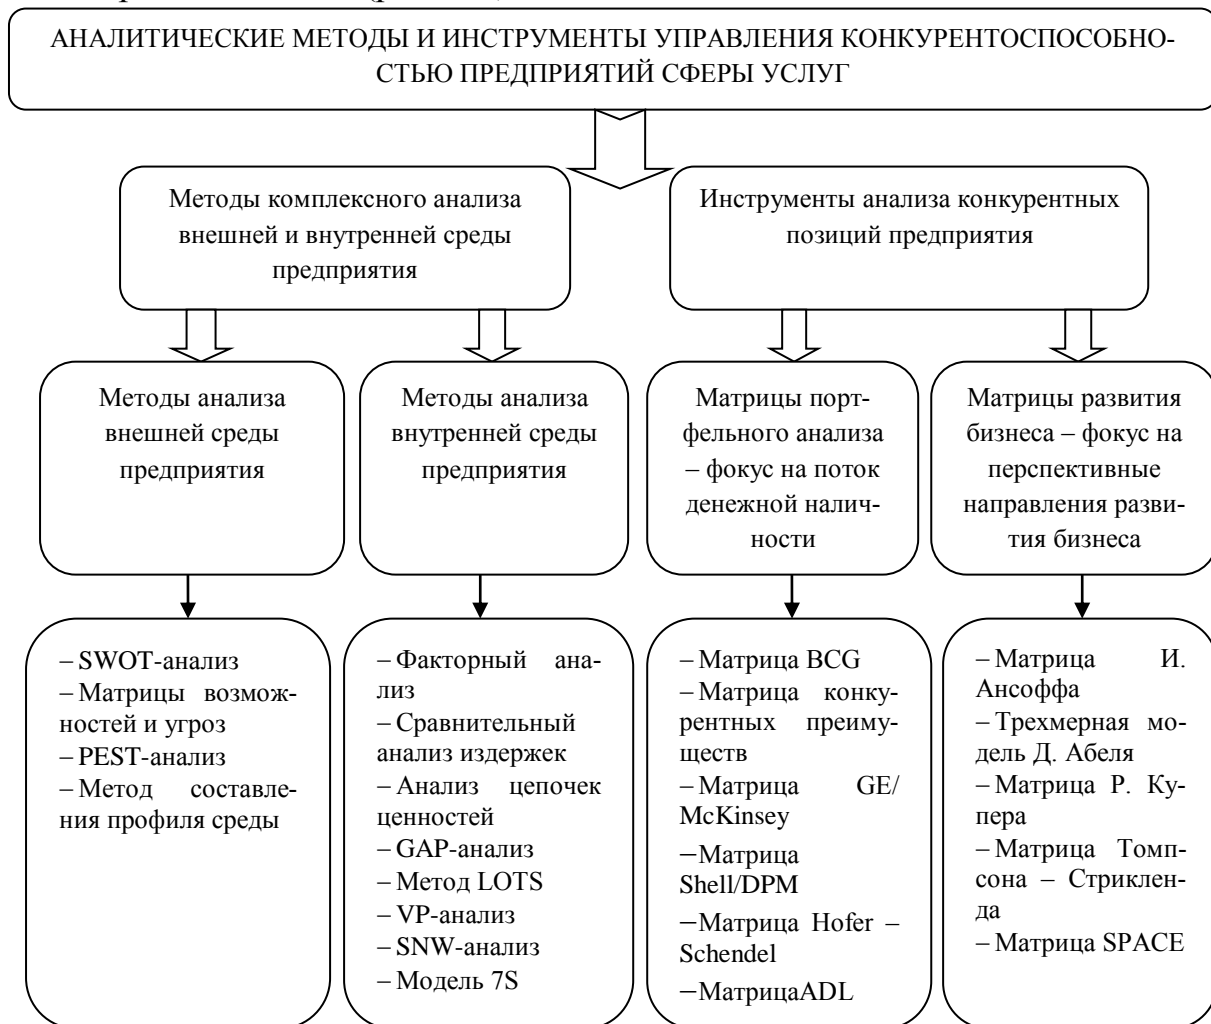 АНАЛИТИЧЕСКИЕ МЕТОДЫ И ИНСТРУМЕНТЫ УПРАВЛЕНИЯ КОНКУРЕНТОСПОСОБНО-
СТЬЮ ПРЕДПРИЯТИЙ СФЕРЫ УСЛУГ
Методы комплексного анализа
внешней и внутренней среды
предприятия
Инструменты анализа конкурентных
позиций предприятия
Методы анализа
внешней среды
предприятия
Методы анализа
внутренней среды
предприятия
Матрицы порт-
фельного анализа
– фокус на поток
денежной налич-
ности
Матрицы развития
бизнеса – фокус на
перспективные
направления разви-
тия бизнеса
– SWOT-анализ
– Матрицы возмож-
ностей и угроз
– PEST-анализ
– Метод составле-
ния профиля среды
– Факторный ана-
лиз
– Сравнительный
анализ издержек
– Анализ цепочек
ценностей
– GAP-анализ
– Метод LOTS
– VP-анализ
– SNW-анализ
– Модель 7S
– Матрица BCG
– Матрица конку-
рентных преиму-
ществ
– Матрица GE/
McKinsey
– Матрица
Shell/DPM
– Матрица Hofer –
Schendel
– МатрицаADL
– Матрица И.
Ансоффа
– Трехмерная мо-
дель Д. Абеля
– Матрица Р. Ку-
пера
– Матрица Томп-
сона – Стрикленд-
да
– Матрица SPACE